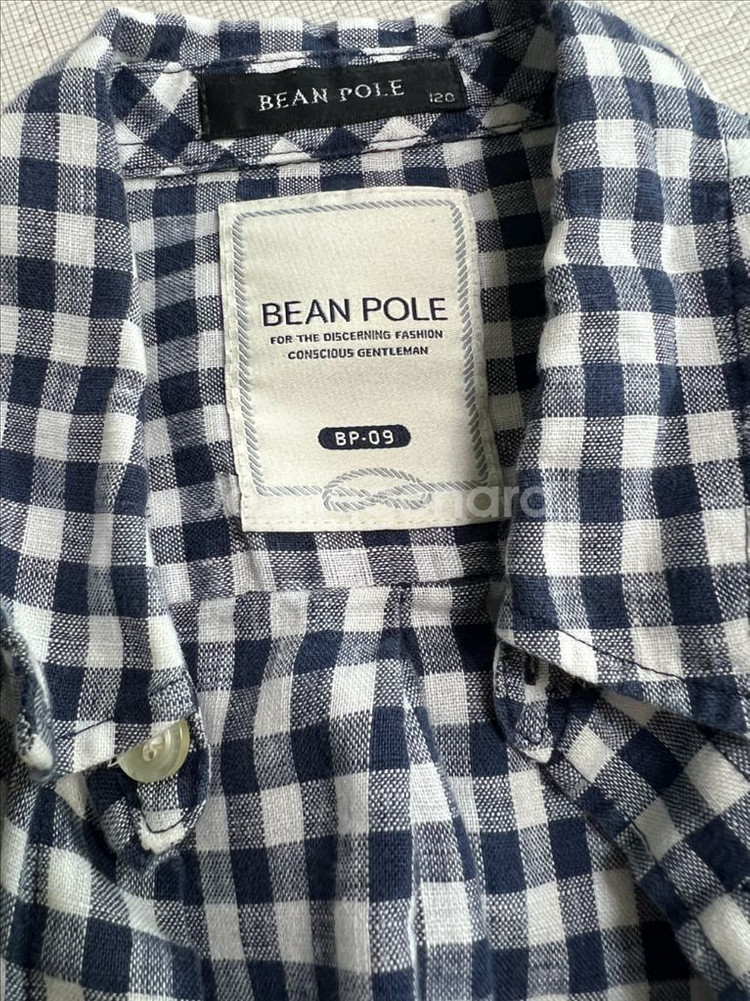 BEAN POLE
120
BEAN POLE
FOR THE DISCERNING FASHION
CONSCIOUS GENTLEMAN
BP-09